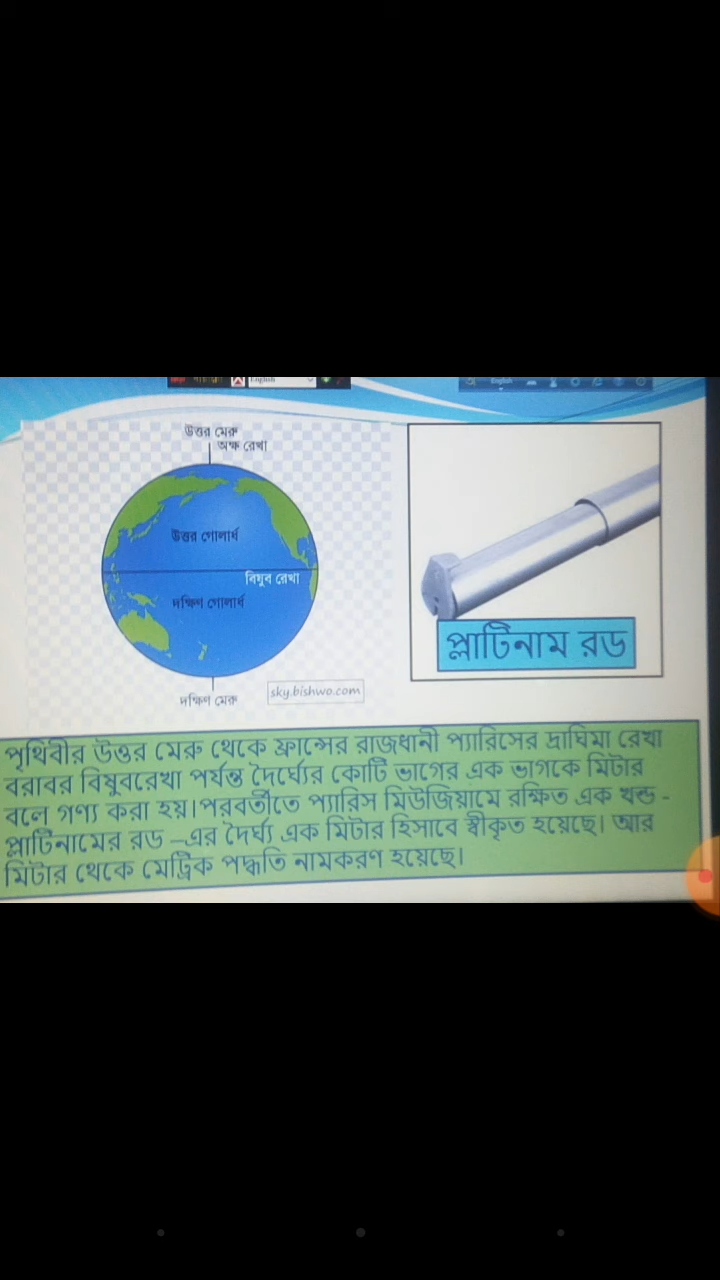 English
English
উত্তর মেরু
অক্ষ রেখা
উত্তর গোলার্ধ
বিষুব রেখা
দক্ষিণ গোলার্ধ
দক্ষিণ মেরু
sky.bishwo.com
প্লাটিনাম রড
পৃথিবীর উত্তর মেরু থেকে ফ্রান্সের রাজধানী প্যারিসের দ্রাঘিমা রেখা
বরাবর বিষুবরেখা পর্যন্ত দৈর্ঘ্যের কোটি ভাগের এক ভাগকে মিটার
বলে গণ্য করা হয়। পরবর্তীতে প্যারিস মিউজিয়ামে রক্ষিত এক খন্ড -
প্লাটিনামের রড –এর দৈর্ঘ্য এক মিটার হিসাবে স্বীকৃত হয়েছে। আর
মিটার থেকে মেট্রিক পদ্ধতি নামকরণ হয়েছে।